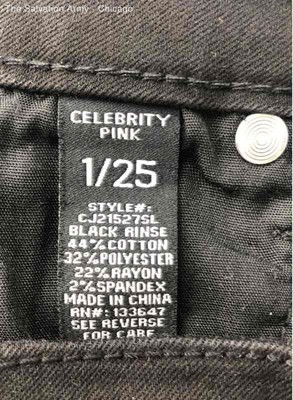 The Salvation Army - Chicago
CELEBRITY
PINK
1/25
STYLE#:
CJ21527SL
BLACK RINSE
44%COTTON
32%POLYESTER
22%RAYON
2%SPANDEX
MADE IN CHINA
RN#: 133647
SEE REVERSE
FOR CARE